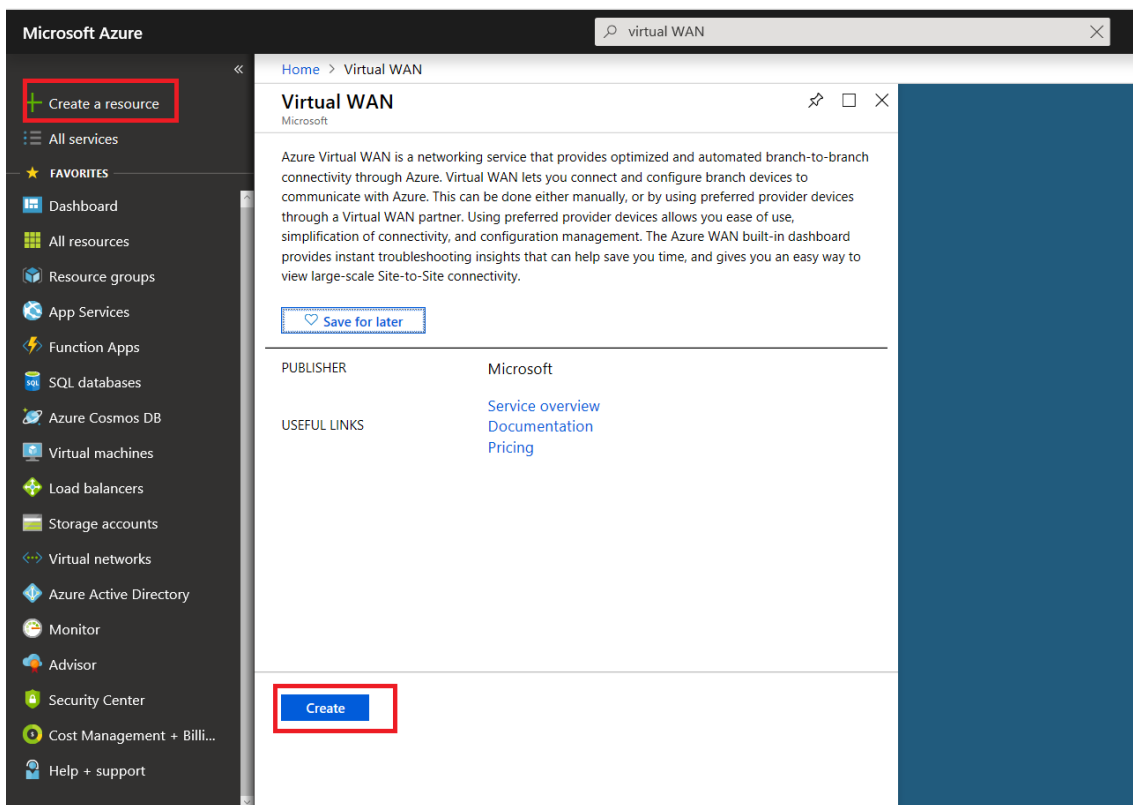 Microsoft Azure
virtual WAN
Home > Virtual WAN
Create a resource
All services
FAVORITES
Dashboard
All resources
Resource groups
App Services
Function Apps
SQL databases
Azure Cosmos DB
Virtual machines
Load balancers
Storage accounts
Virtual networks
Azure Active Directory
Monitor
Advisor
Security Center
Cost Management + Billi...
Help + support
Virtual WAN
Microsoft
Azure Virtual WAN is a networking service that provides optimized and automated branch-to-branch
connectivity through Azure. Virtual WAN lets you connect and configure branch devices to
communicate with Azure. This can be done either manually, or by using preferred provider devices
through a Virtual WAN partner. Using preferred provider devices allows you ease of use,
simplification of connectivity, and configuration management. The Azure WAN built-in dashboard
provides instant troubleshooting insights that can help save you time, and gives you an easy way to
view large-scale Site-to-Site connectivity.
Save for later
PUBLISHER Microsoft
Service overview
USEFUL LINKS Documentation
Pricing
Create